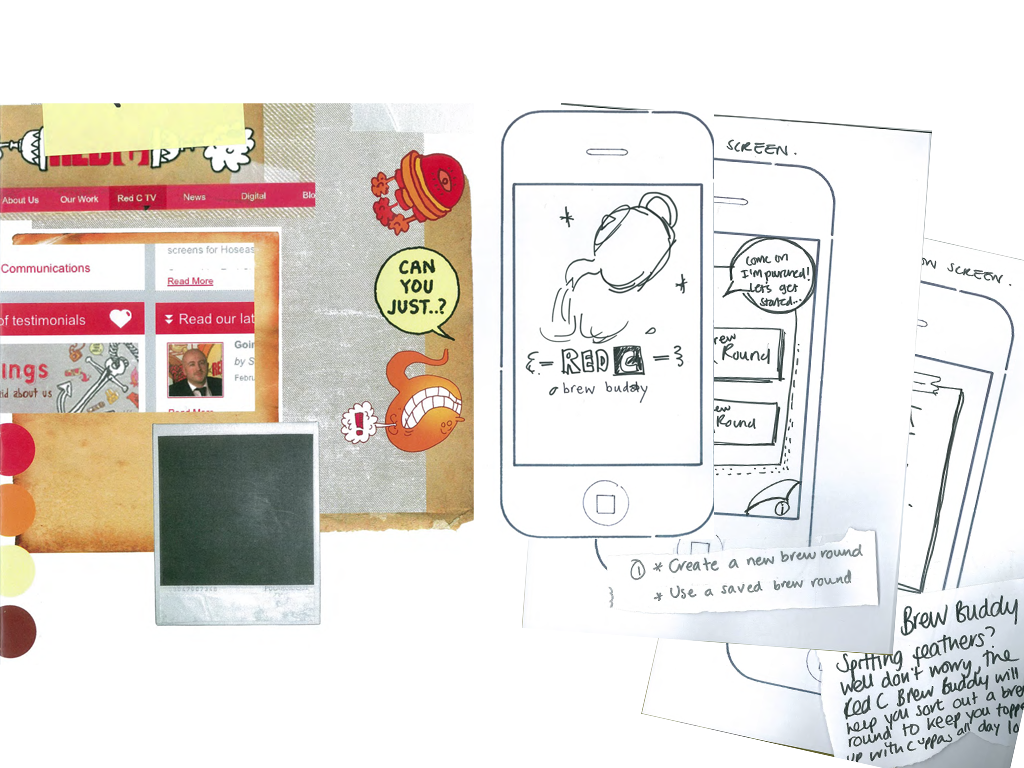 RED
About Us
Our Work
Red C TV
News
Digital
Blo
screens for Hoseas
Communications
Read More
of testimonials
Read our lat
ings
id about us
Goin
by S
Febru
Read More
CAN
YOU
JUST..?
!
RED C
a brew buddy
SCREEN.
Come on
I'm parched!
Let's get
started...
rew
Round
ew
Round
i
ON SCREEN.
1 * Create a new brew round
* Use a saved brew round
Brew Buddy
Spitting feathers?
Well don't worry, the
Red C Brew Buddy will
help you sort out a bre
round to keep you toppe
up with cuppas all day lo